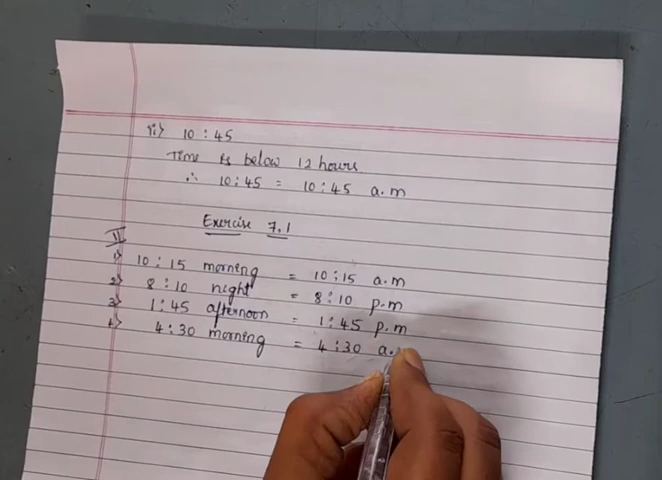 iii) 10 : 45
Time is below 12 hours
∴ 10 : 45 = 10 : 45 a.m
Exercise 7.1
II
1) 10 : 15 morning = 10 : 15 a.m
2) 8 : 10 night = 8 : 10 p.m
3) 1 : 45 afternoon = 1 : 45 p.m
4) 4 : 30 morning = 4 : 30 a.